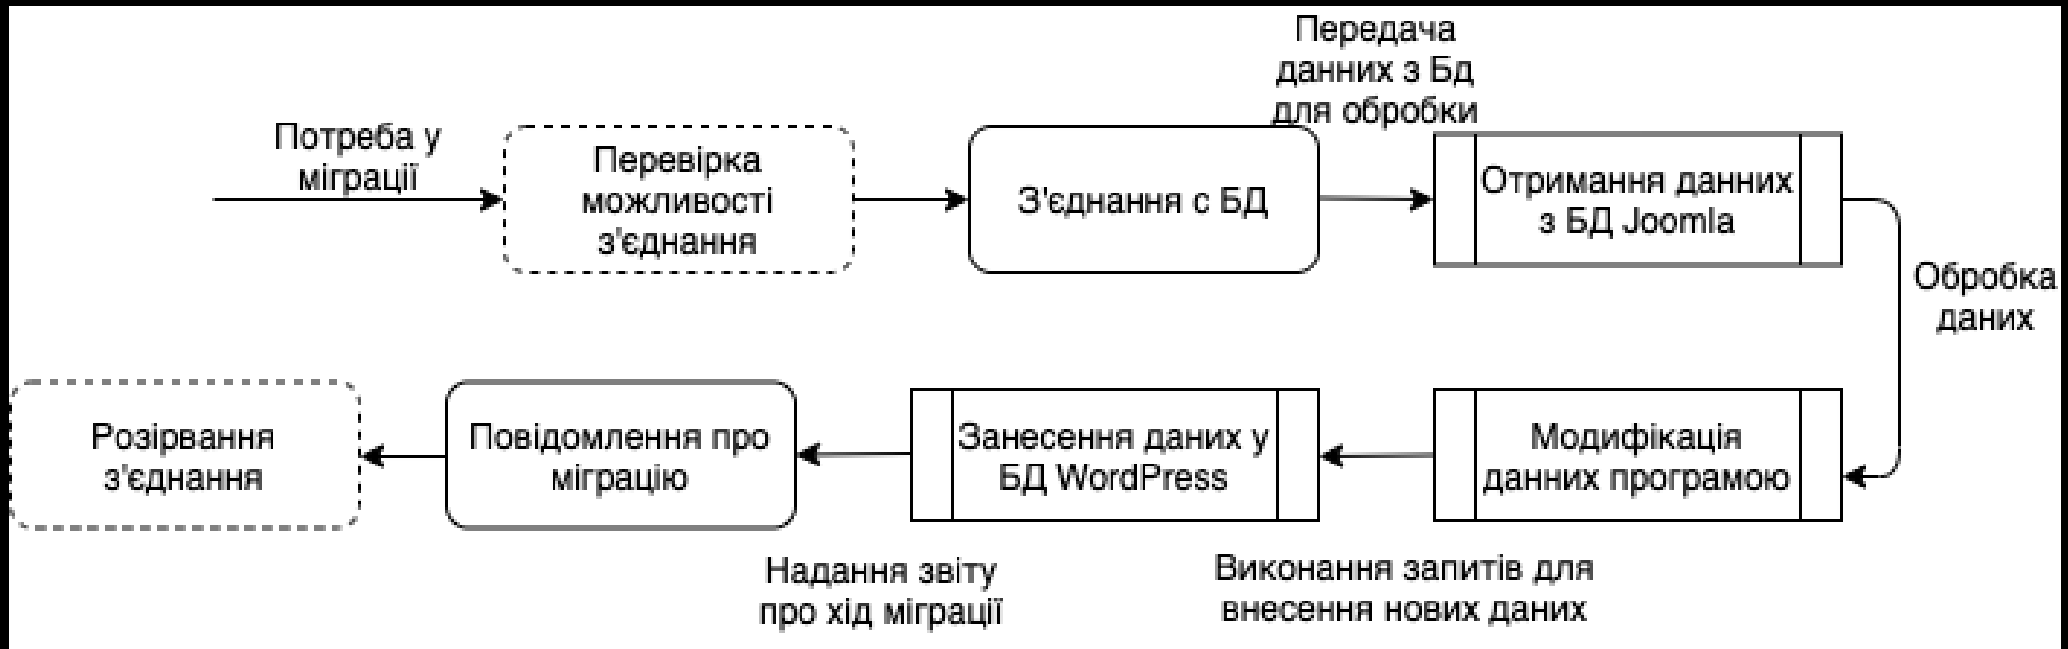 Потреба у
міграції
Перевірка
можливості
з'єднання
З'єднання с БД
Передача
данних з Бд
для обробки
Отримання данних
з БД Joomla
Обробка
даних
Модифікація
данних програмою
Виконання запитів для
внесення нових даних
Занесення даних у
БД WordPress
Надання звіту
про хід міграції
Повідомлення про
міграцію
Розірвання
з'єднання